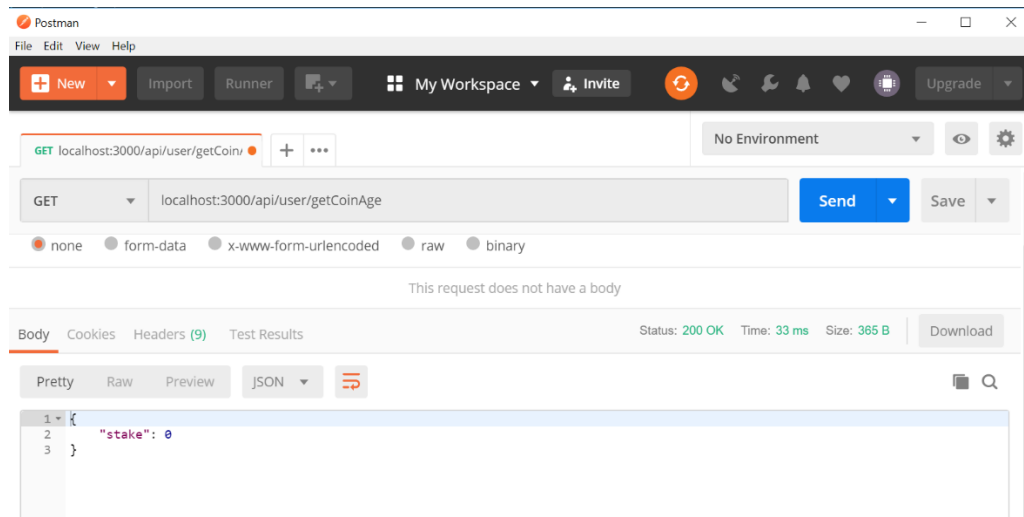 Postman
File Edit View Help
New Import Runner My Workspace Invite Upgrade
GET localhost:3000/api/user/getCoinA No Environment
GET localhost:3000/api/user/getCoinAge Send Save
none form-data x-www-form-urlencoded raw binary
This request does not have a body
Body Cookies Headers (9) Test Results Status: 200 OK Time: 33 ms Size: 365 B Download
Pretty Raw Preview JSON
1 {
2 "stake": 0
3 }